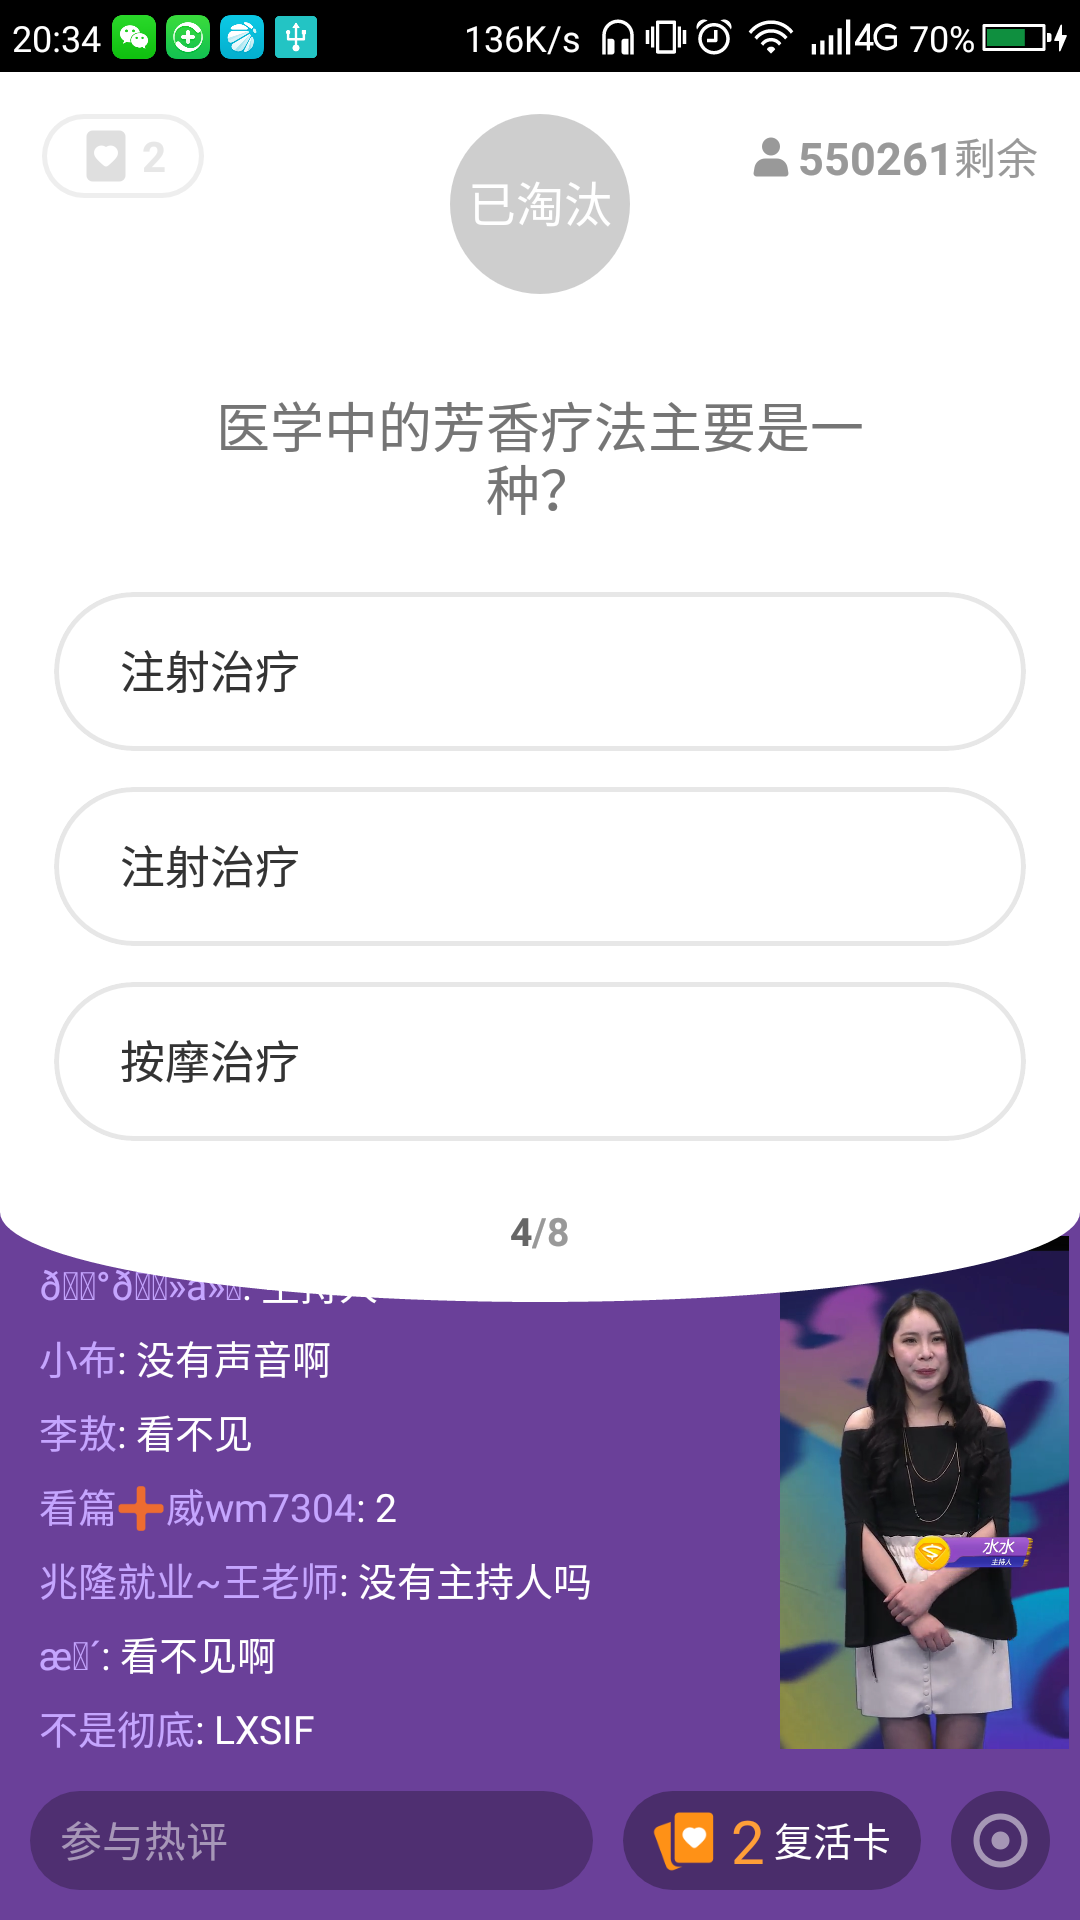 20:34 136K/s 4G 70%
2
已淘汰
550261剩余
医学中的芳香疗法主要是一
种?
注射治疗
注射治疗
按摩治疗
4/8
小布: 没有声音啊
李敖: 看不见
看篇➕威wm7304: 2
兆隆就业~王老师: 没有主持人吗
看不见啊
不是彻底: LXSIF
水水
主持人
参与热评
2 复活卡